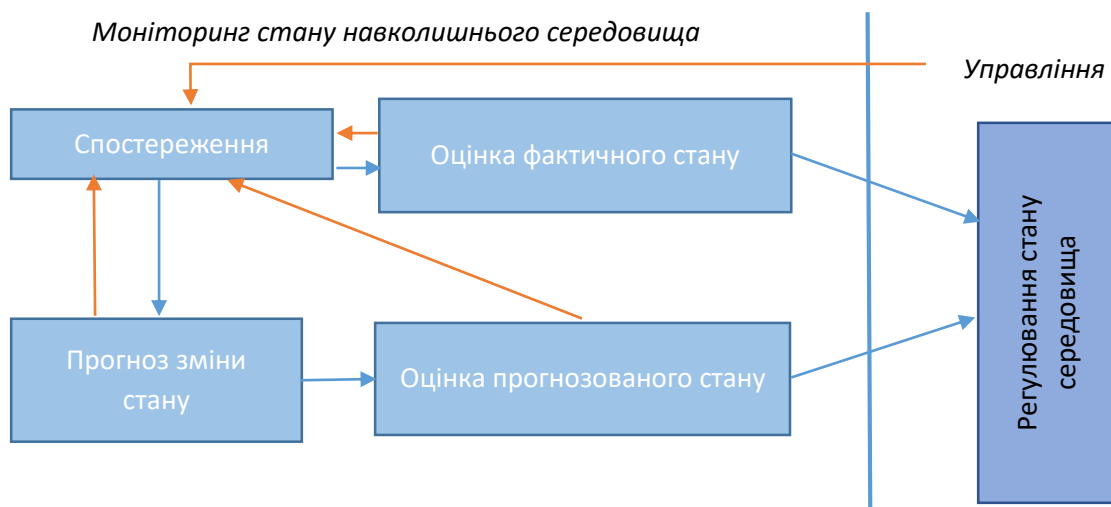 Моніторинг стану навколишнього середовища
Управління
Спостереження
Оцінка фактичного стану
Прогноз зміни
стану
Оцінка прогнозованого стану
Регулювання стану
середовища